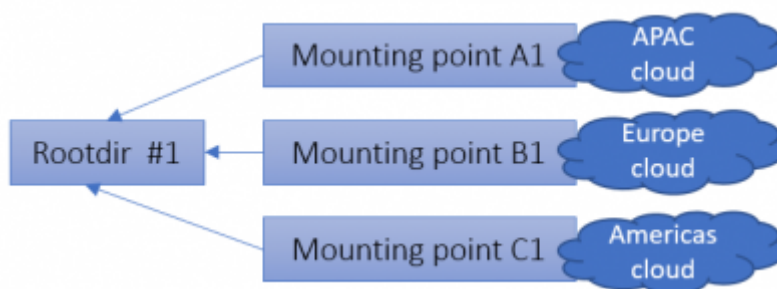 Mounting point A1
APAC
cloud
Rootdir #1
Mounting point B1
Europe
cloud
Mounting point C1
Americas
cloud